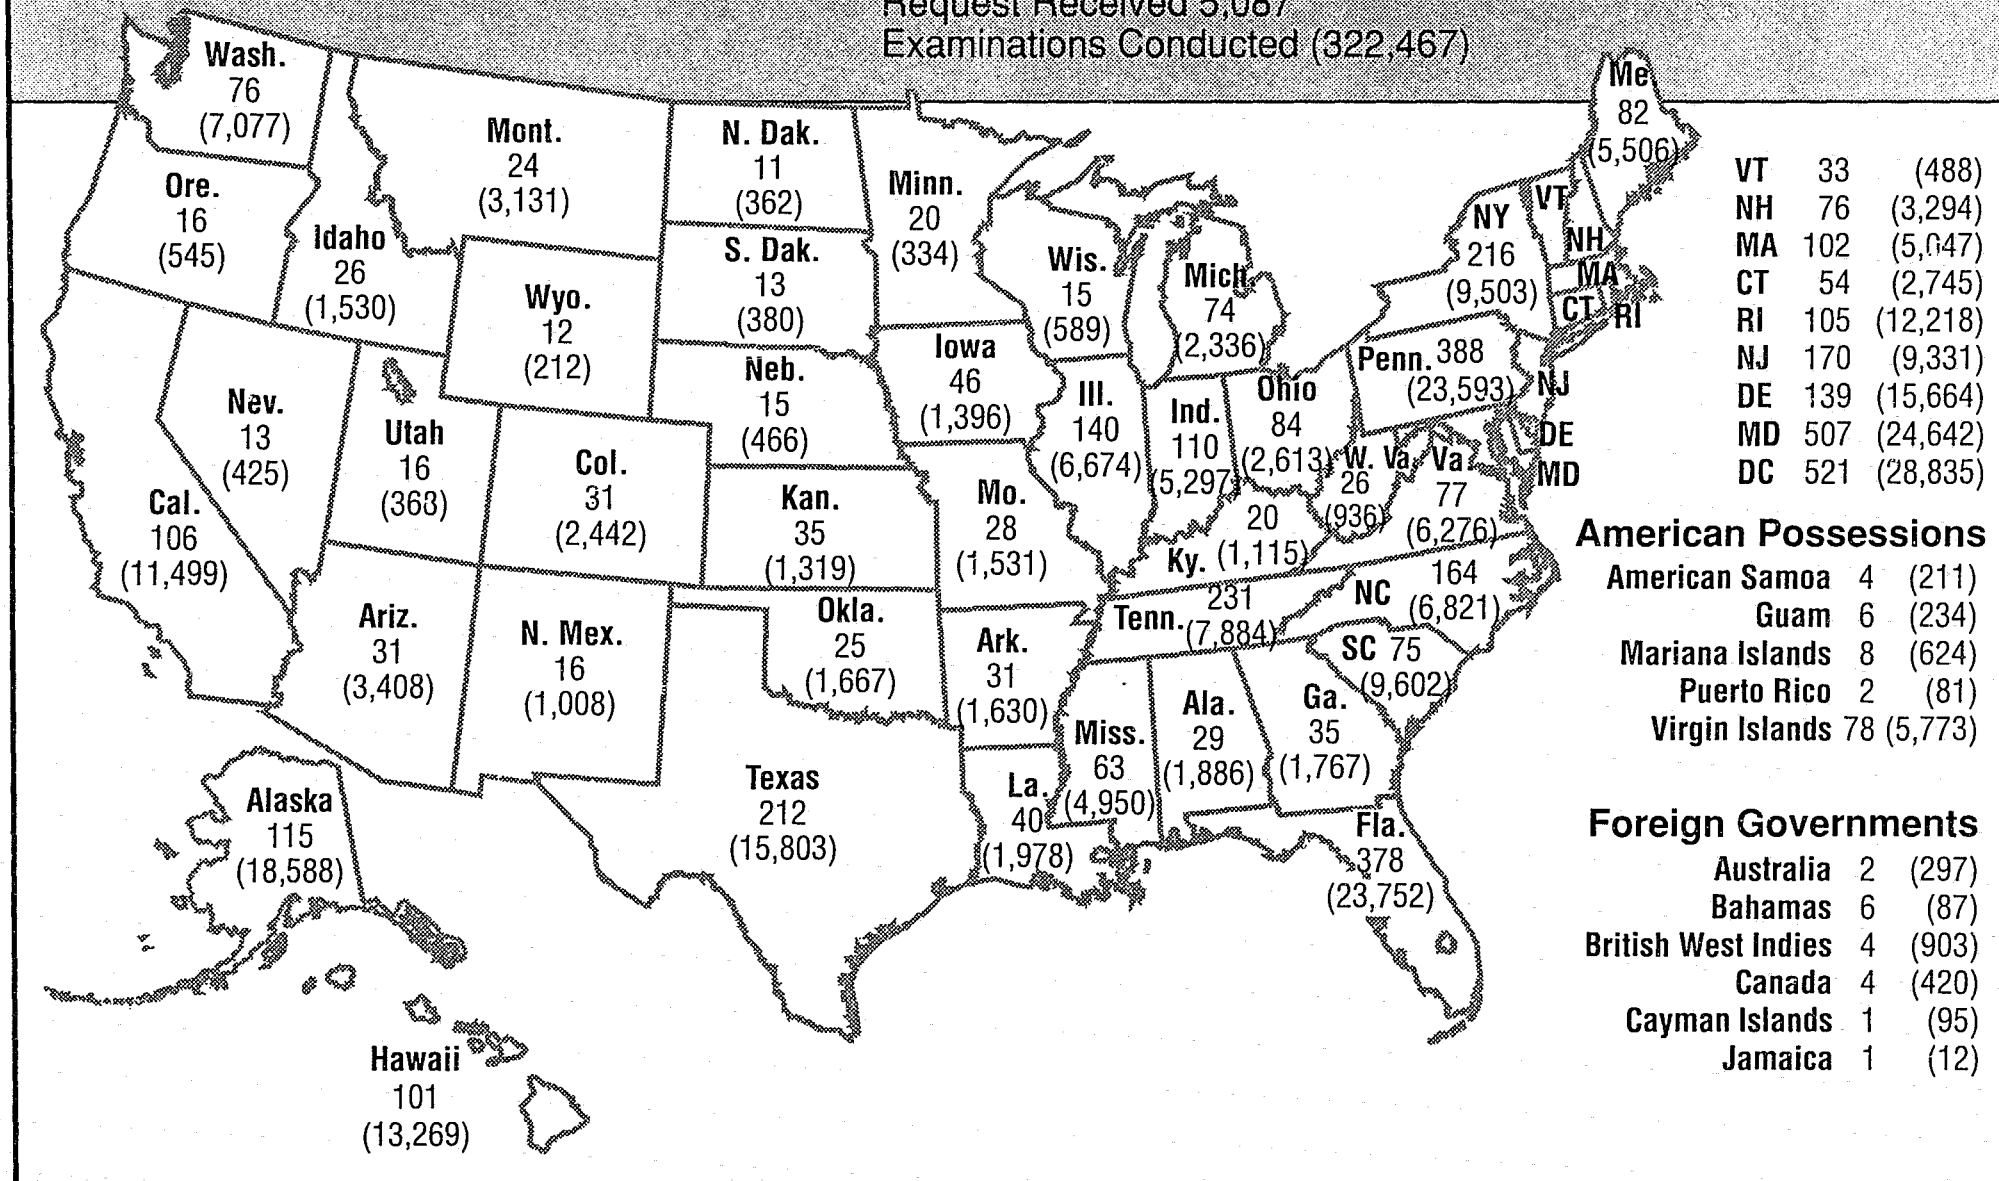 Request Received 5,087
Examinations Conducted (322,467)
Wash.
76
(7,077)
Ore.
16
(545)
Idaho
26
(1,530)
Mont.
24
(3,131)
N. Dak.
11
(362)
S. Dak.
13
(380)
Minn.
20
(334)
Wis.
15
(589)
Mich.
74
(2,336)
Wyo.
12
(212)
Neb.
15
(466)
Iowa
46
(1,396)
Ill.
140
(6,674)
Ind.
110
(5,297)
Ohio
84
(2,613)
Penn. 388
(23,593)
NY
216
(9,503)
Me
82
(5,506)
VT
NH
MA
CT
RI
NJ
DE
MD
Cal.
106
(11,499)
Nev.
13
(425)
Utah
16
(368)
Col.
31
(2,442)
Kan.
35
(1,319)
Mo.
28
(1,531)
Ky.
20
(1,115)
W. Va.
26
(936)
Va.
77
(6,276)
Ariz.
31
(3,408)
N. Mex.
16
(1,008)
Okla.
25
(1,667)
Ark.
31
(1,630)
Tenn.
231
(7,884)
NC
164
(6,821)
SC 75
(9,602)
Texas
212
(15,803)
La.
40
(1,978)
Miss.
63
(4,950)
Ala.
29
(1,886)
Ga.
35
(1,767)
Fla.
378
(23,752)
Alaska
115
(18,588)
Hawaii
101
(13,269)
VT 33 (488)
NH 76 (3,294)
MA 102 (5,047)
CT 54 (2,745)
RI 105 (12,218)
NJ 170 (9,331)
DE 139 (15,664)
MD 507 (24,642)
DC 521 (28,835)
American Possessions
American Samoa 4 (211)
Guam 6 (234)
Mariana Islands 8 (624)
Puerto Rico 2 (81)
Virgin Islands 78 (5,773)
Foreign Governments
Australia 2 (297)
Bahamas 6 (87)
British West Indies 4 (903)
Canada 4 (420)
Cayman Islands 1 (95)
Jamaica 1 (12)